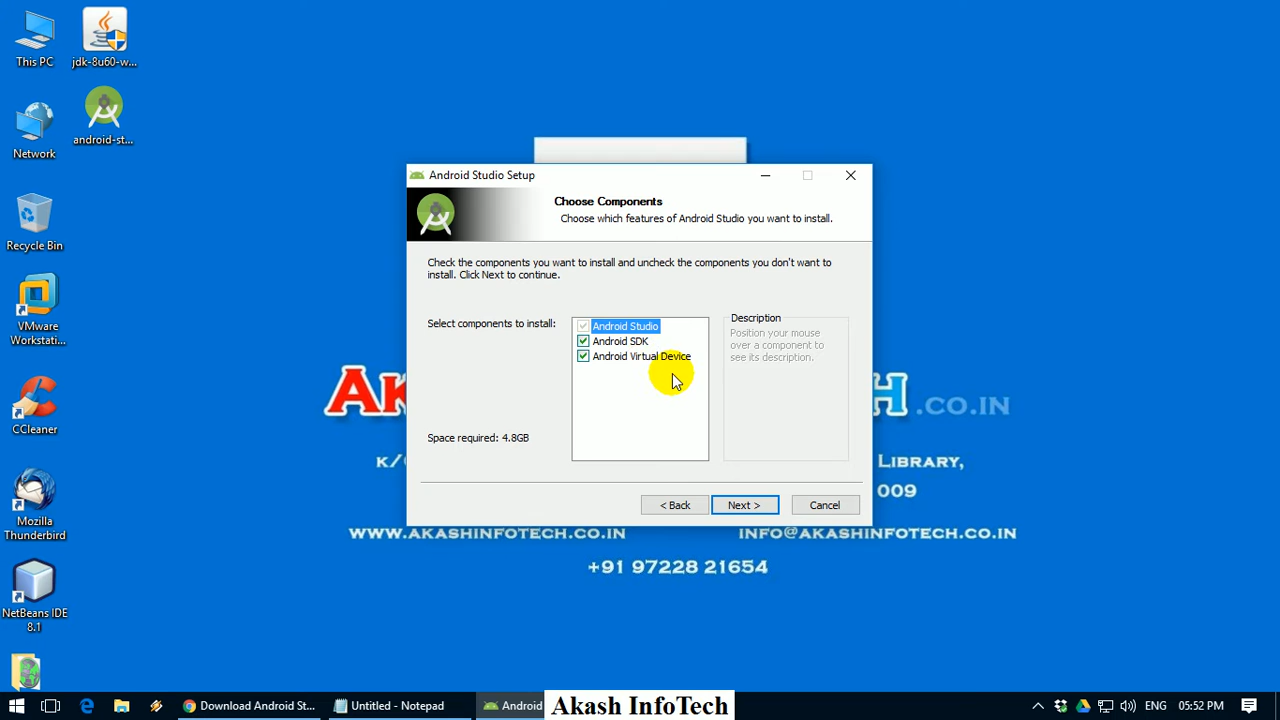 This PC
jdk-8u60-w...
Network
android-st...
Recycle Bin
VMware
Workstati...
CCleaner
Mozilla
Thunderbird
NetBeans IDE
8.1
Android Studio Setup
Choose Components
Choose which features of Android Studio you want to install.
Check the components you want to install and uncheck the components you don't want to
install. Click Next to continue.
Select components to install:
Android Studio
Android SDK
Android Virtual Device
Description
Position your mouse
over a component to
see its description.
Space required: 4.8GB
< Back
Next >
Cancel
A
H
.CO.IN
K/
Library,
009
www.akashinfotech.co.in
info@akashinfotech.co.in
+91 97228 21654
Download Android St...
Untitled - Notepad
Android
Akash InfoTech
ENG
05:52 PM